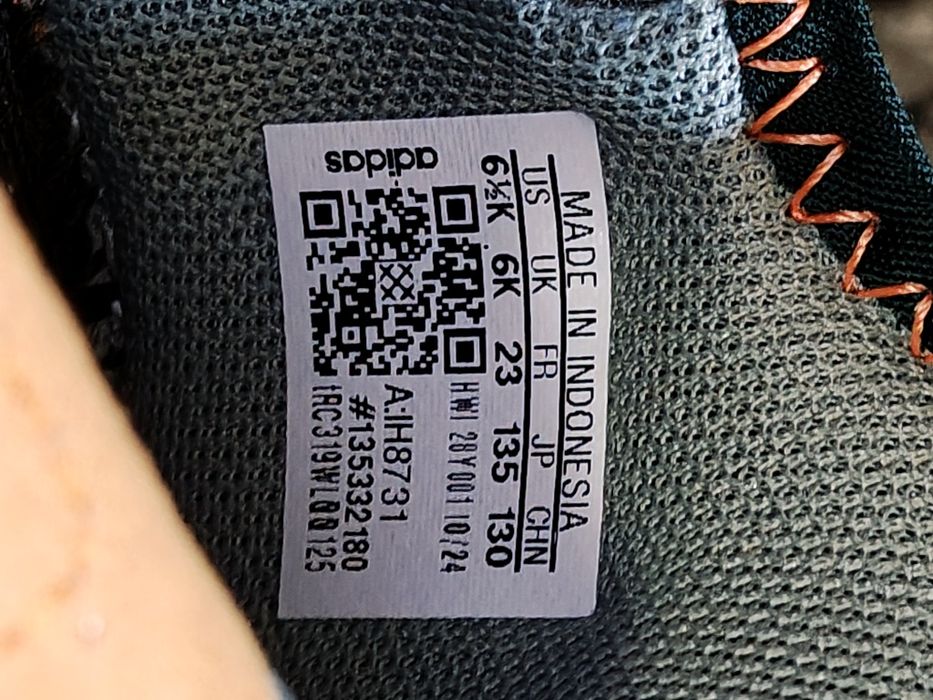 MADE IN INDONESIA
US UK FR JP CHN
6½K 6K 23 135 130
HWI 28Y001 10/24
A:IH8731
#135332180
adidas